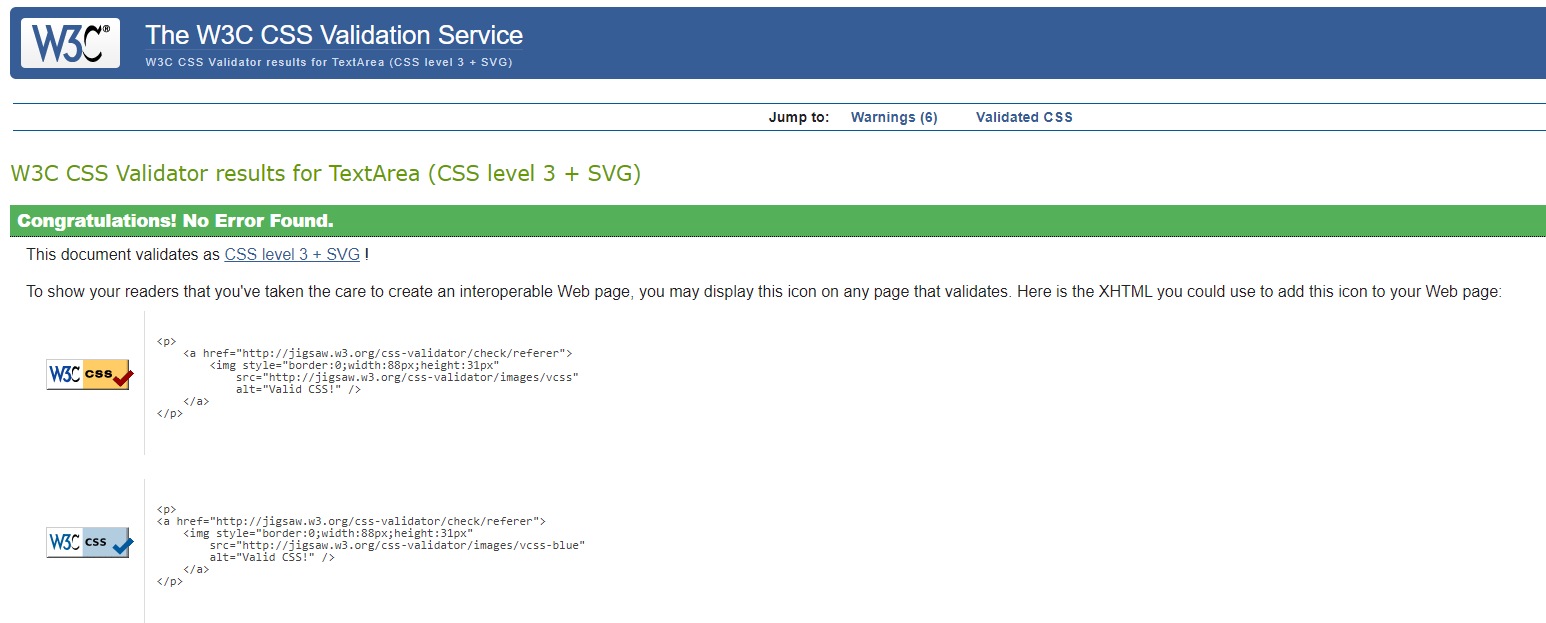 W3C® The W3C CSS Validation Service
W3C CSS Validator results for TextArea (CSS level 3 + SVG)
Jump to: Warnings (6) Validated CSS
W3C CSS Validator results for TextArea (CSS level 3 + SVG)
Congratulations! No Error Found.
This document validates as CSS level 3 + SVG !
To show your readers that you've taken the care to create an interoperable Web page, you may display this icon on any page that validates. Here is the XHTML you could use to add this icon to your Web page:
W3C css
<p>
    <a href="http://jigsaw.w3.org/css-validator/check/referer">
        <img style="border:0;width:88px;height:31px"
            src="http://jigsaw.w3.org/css-validator/images/vcss"
            alt="Valid CSS!" />
    </a>
</p>
W3C css
<p>
<a href="http://jigsaw.w3.org/css-validator/check/referer">
    <img style="border:0;width:88px;height:31px"
        src="http://jigsaw.w3.org/css-validator/images/vcss-blue"
        alt="Valid CSS!" />
    </a>
</p>